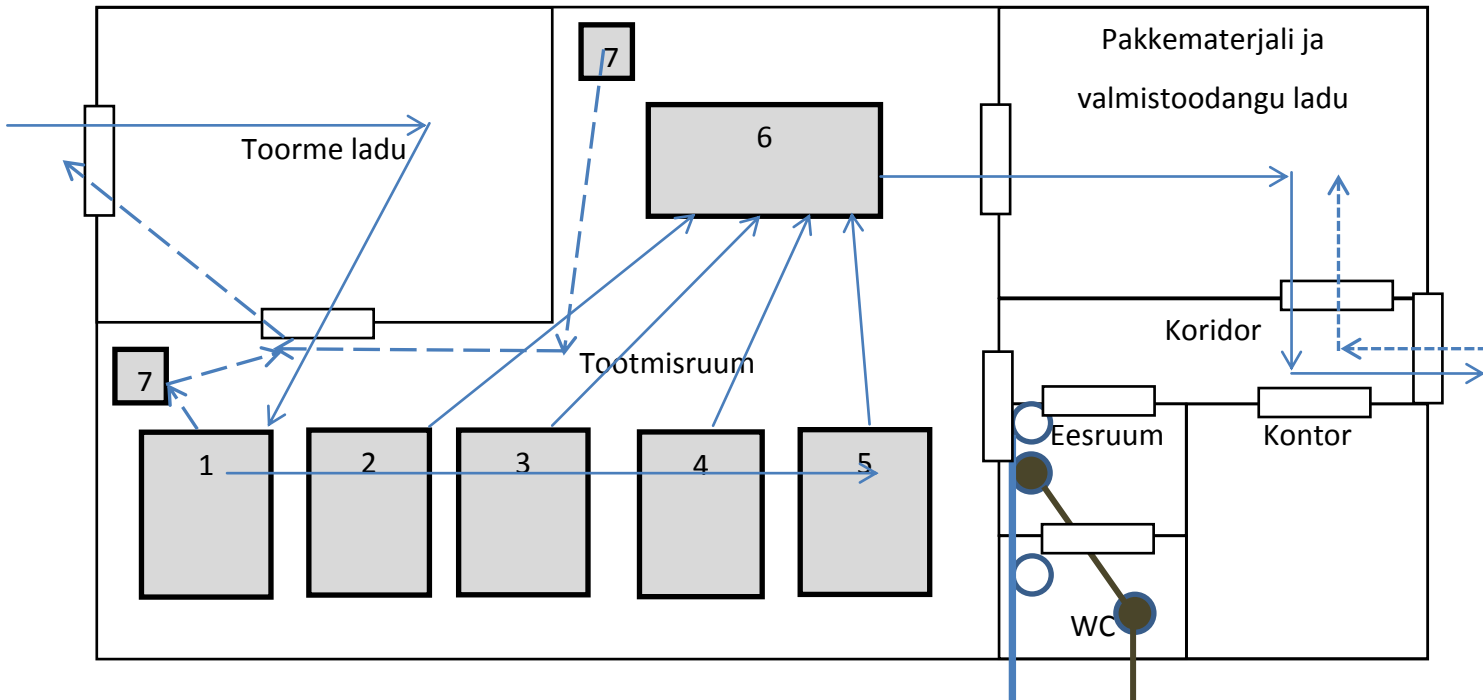 Pakkematerjali ja
valmistoodangu ladu
7
6
Toorme ladu
Koridor
Tootmisruum
7
Eesruum
Kontor
1
2
3
4
5
WC